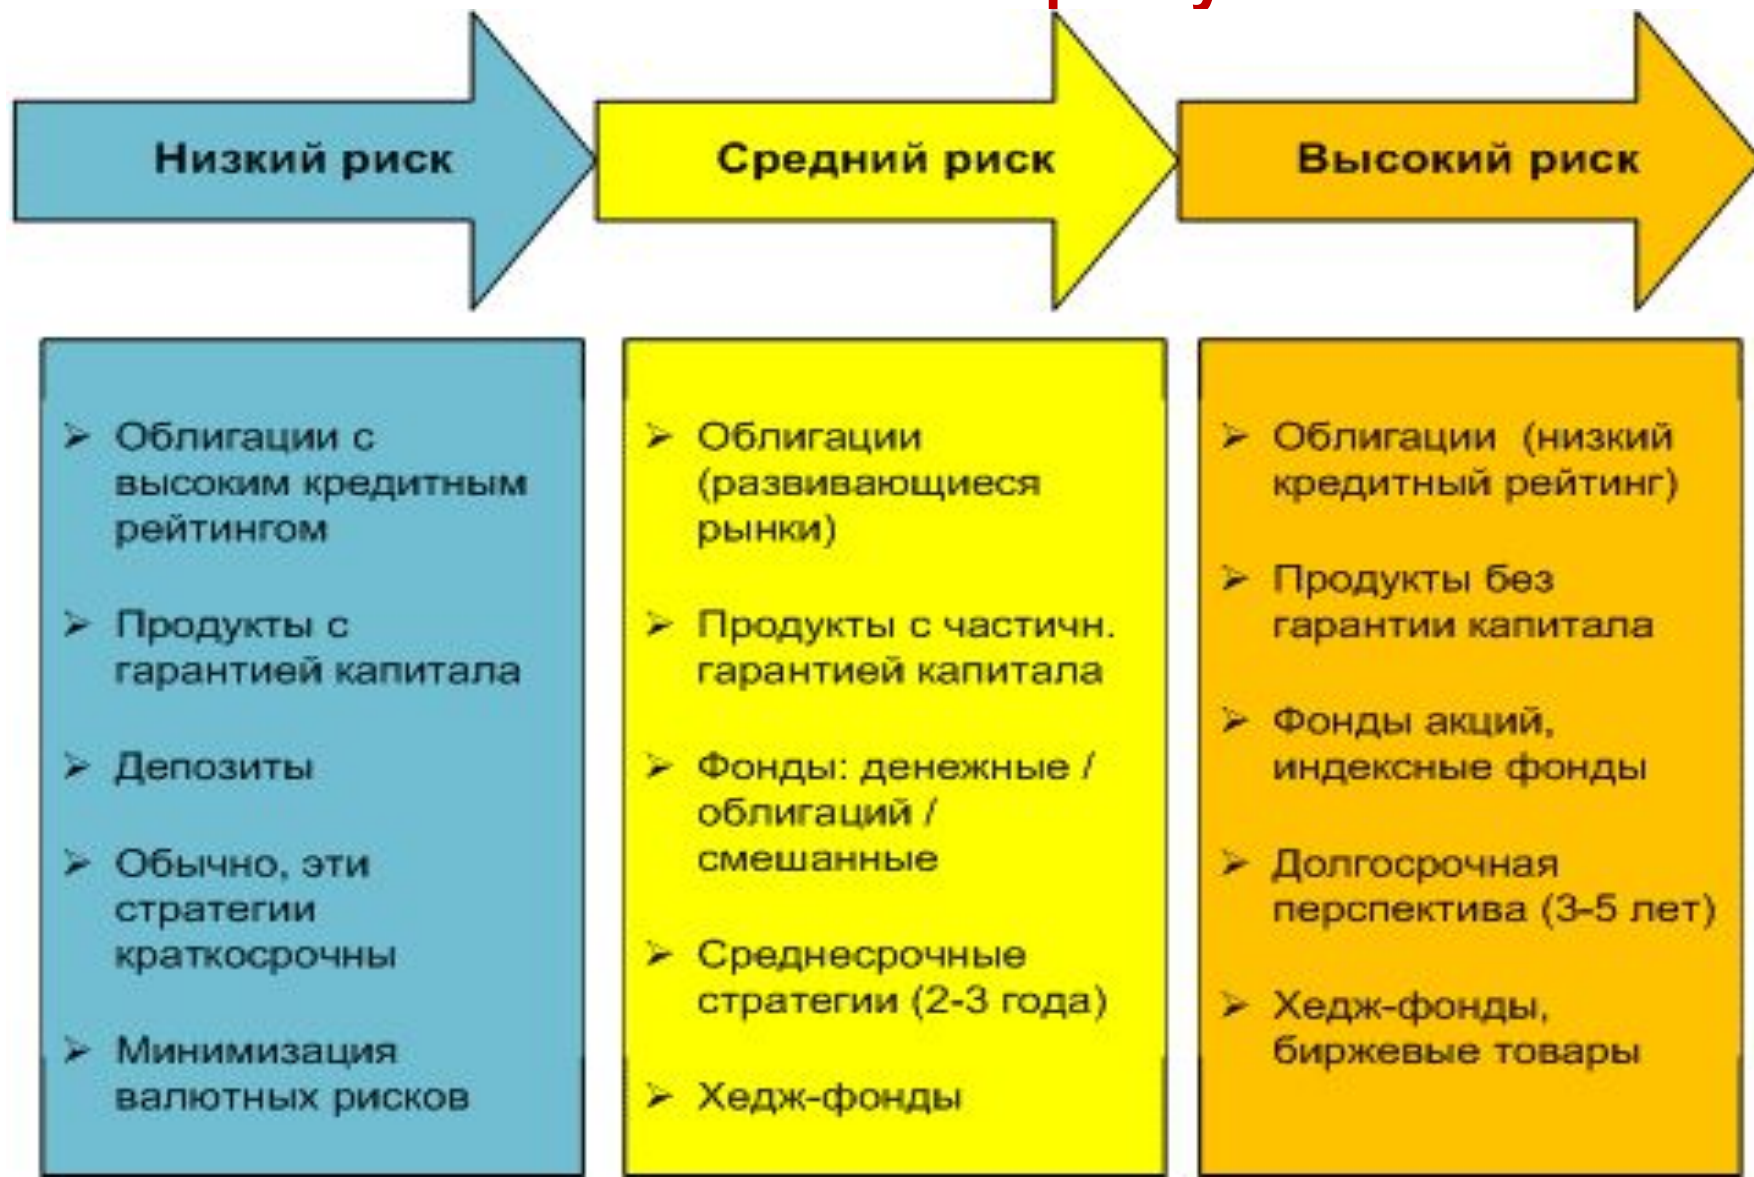 Низкий риск
Средний риск
Высокий риск
➢ Облигации с
высоким кредитным
рейтингом
➢ Продукты с
гарантией капитала
➢ Депозиты
➢ Обычно, эти
стратегии
краткосрочны
➢ Минимизация
валютных рисков
➢ Облигации
(развивающиеся
рынки)
➢ Продукты с частичн.
гарантией капитала
➢ Фонды: денежные /
облигаций /
смешанные
➢ Среднесрочные
стратегии (2-3 года)
➢ Хедж-фонды
➢ Облигации (низкий
кредитный рейтинг)
➢ Продукты без
гарантии капитала
➢ Фонды акций,
индексные фонды
➢ Долгосрочная
перспектива (3-5 лет)
➢ Хедж-фонды,
биржевые товары